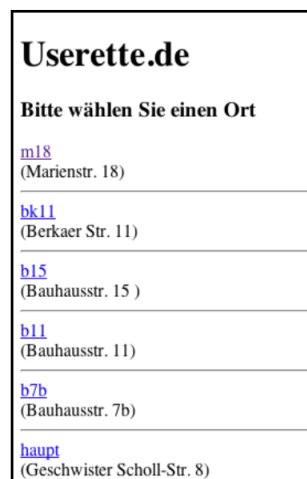 Userette.de
Bitte wählen Sie einen Ort
m18
(Marienstr. 18)
bk11
(Berkaer Str. 11)
b15
(Bauhausstr. 15 )
b11
(Bauhausstr. 11)
b7b
(Bauhausstr. 7b)
haupt
(Geschwister Scholl-Str. 8)